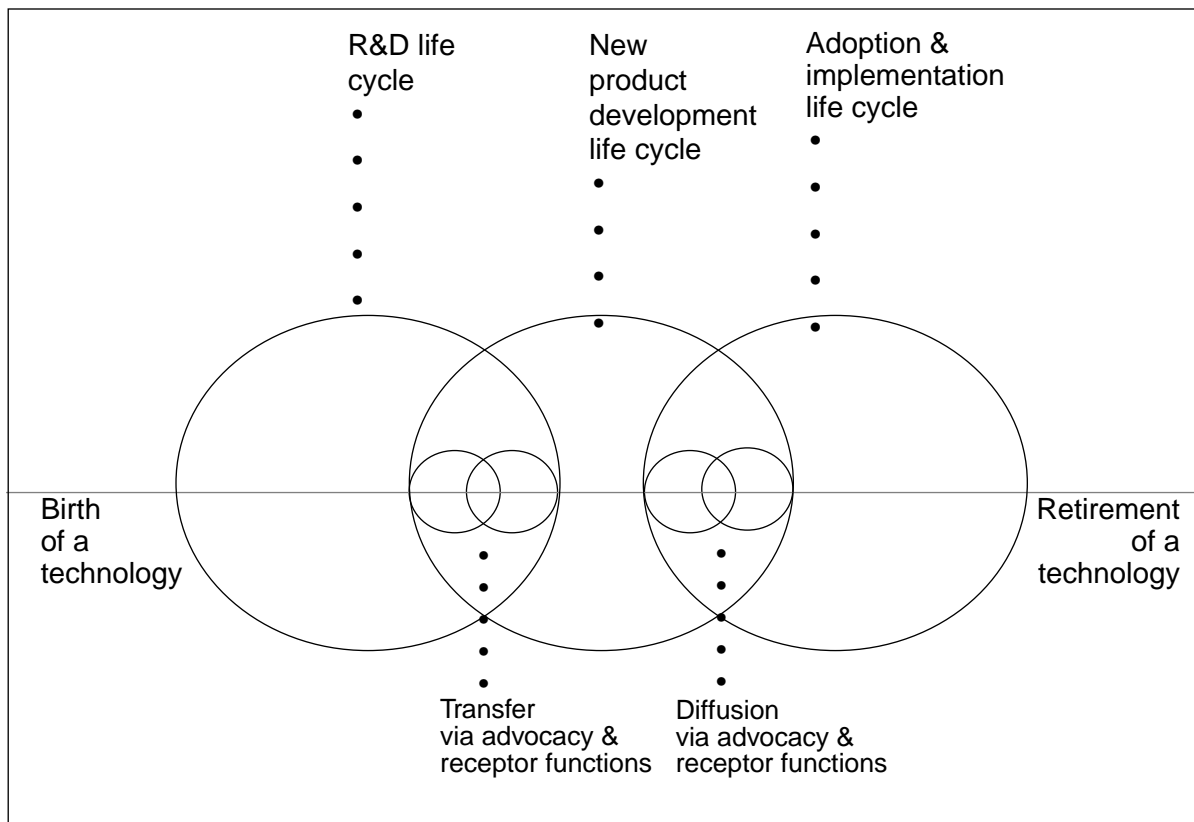 R&D life
cycle
New
product
development
life cycle
Adoption &
implementation
life cycle
Birth
of a
technology
Retirement
of a
technology
Transfer
via advocacy &
receptor functions
Diffusion
via advocacy &
receptor functions